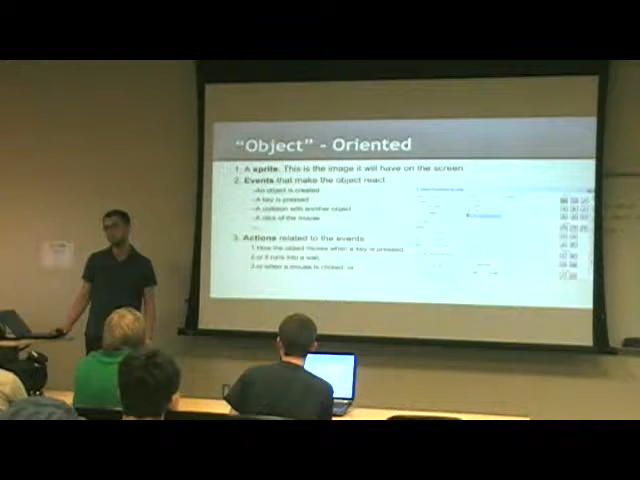 "Object" - Oriented
1. A sprite. This is the image it will have on the screen
2. Events that make the object react
-An object is created
-A key is pressed
-A collision with another object
-A click of the mouse
...
3. Actions related to the events
1.How the object moves when a key is pressed
2.or it runs into a wall,
3.or when a mouse is clicked, or